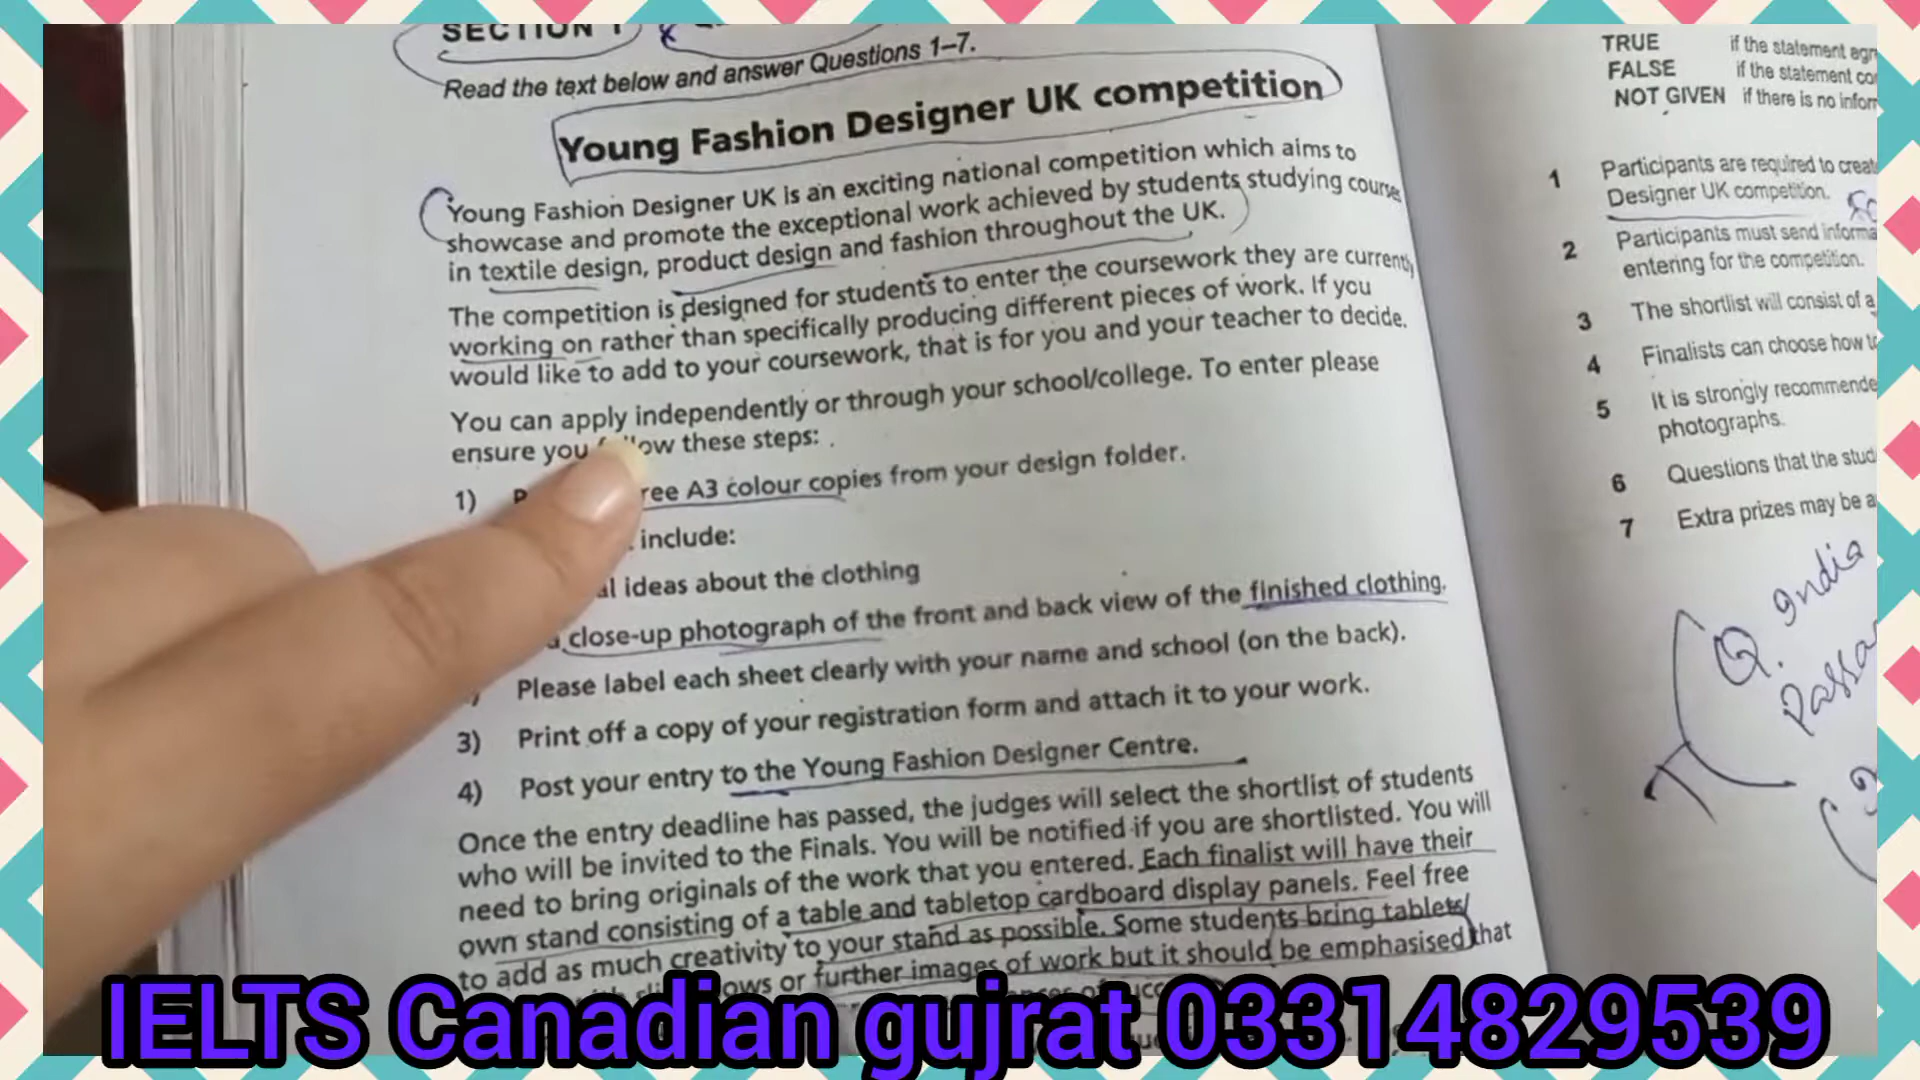 SECTION 1
Read the text below and answer Questions 1–7.
Young Fashion Designer UK competition
Young Fashion Designer UK is an exciting national competition which aims to
showcase and promote the exceptional work achieved by students studying courses
in textile design, product design and fashion throughout the UK.
The competition is designed for students to enter the coursework they are currently
working on rather than specifically producing different pieces of work. If you
would like to add to your coursework, that is for you and your teacher to decide.
You can apply independently or through your school/college. To enter please
ensure you follow these steps:
1) ree A3 colour copies from your design folder.
include:
al ideas about the clothing
close-up photograph of the front and back view of the finished clothing.
Please label each sheet clearly with your name and school (on the back).
3) Print off a copy of your registration form and attach it to your work.
4) Post your entry to the Young Fashion Designer Centre.
Once the entry deadline has passed, the judges will select the shortlist of students
who will be invited to the Finals. You will be notified if you are shortlisted. You will
need to bring originals of the work that you entered. Each finalist will have their
own stand consisting of a table and tabletop cardboard display panels. Feel free
to add as much creativity to your stand as possible. Some students bring tablets/
ows or further images of work but it should be emphasised that
TRUE if the statement agr
FALSE if the statement co
NOT GIVEN if there is no infor
1 Participants are required to creat
Designer UK competition.
2 Participants must send informa
entering for the competition.
3 The shortlist will consist of a
4 Finalists can choose how to
5 It is strongly recommende
photographs.
6 Questions that the stud
7 Extra prizes may be a
Q. India
Passa
IELTS Canadian gujrat 03314829539